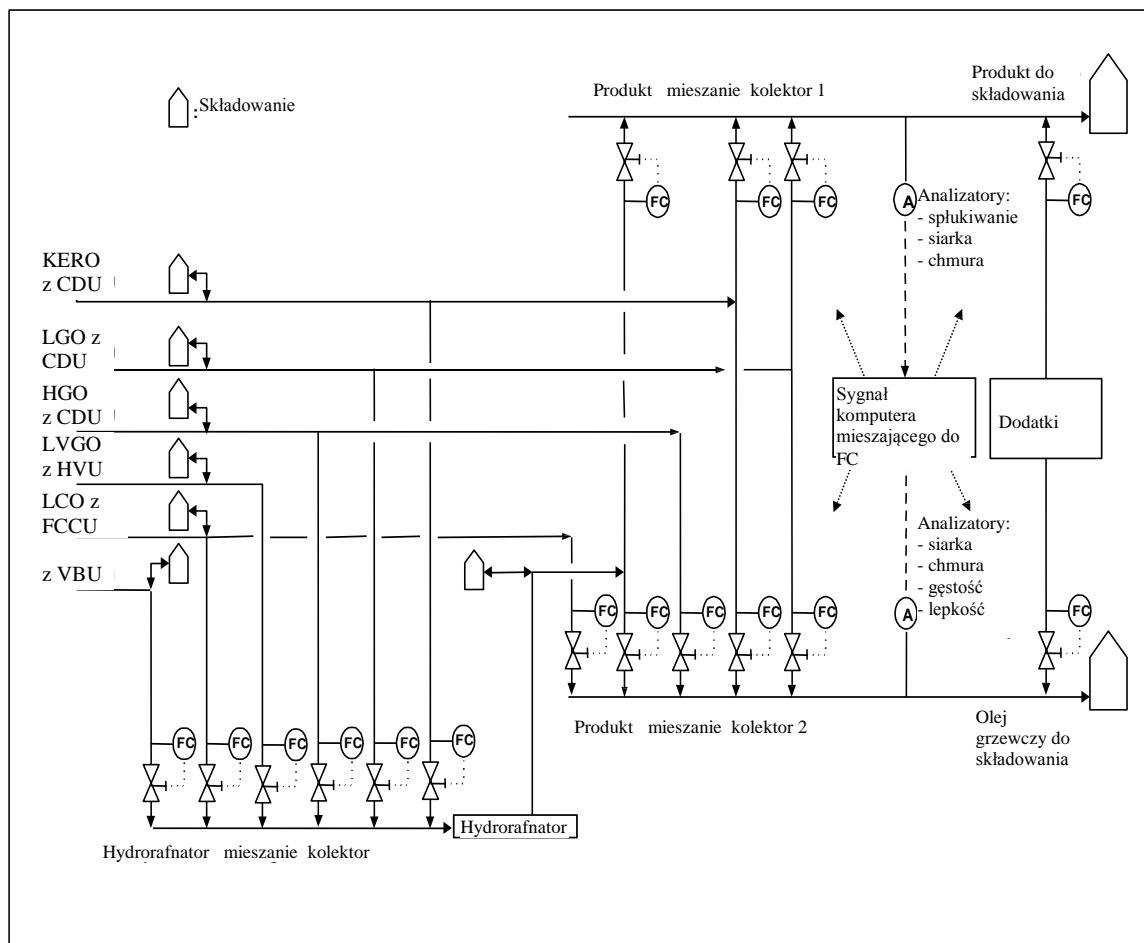 Produkt do
składowania
Produkt mieszanie kolektor 1
:Składowanie
FC
FC
FC
FC
A
Analizatory:
- spłukiwanie
- siarka
- chmura
KERO
z CDU
LGO z
CDU
HGO
z CDU
LVGO
z HVU
LCO z
FCCU
z VBU
Sygnał
komputera
mieszającego do
FC
Dodatki
Analizatory:
- siarka
- chmura
- gęstość
- lepkość
A
FC
FC
FC
FC
FC
FC
Produkt mieszanie kolektor 2
Olej
grzewczy do
składowania
FC
FC
FC
FC
FC
FC
Hydrorafnator
Hydrorafnator mieszanie kolektor